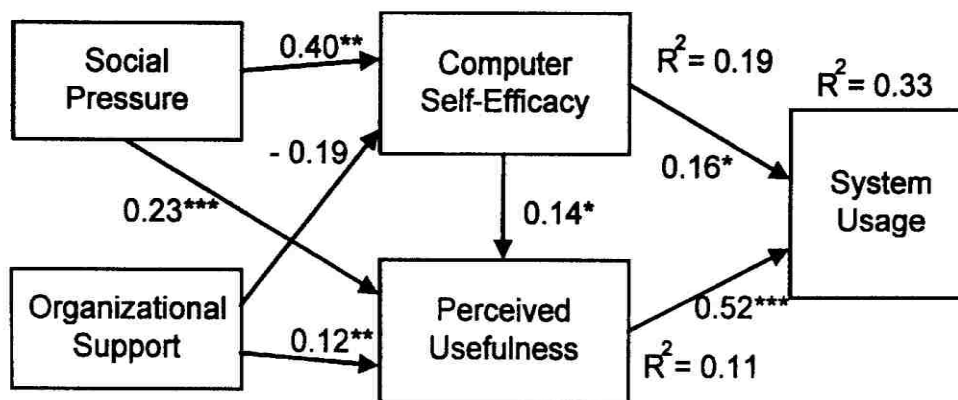 Social
Pressure
0.40**
Computer
Self-Efficacy
R² = 0.19
R² = 0.33
- 0.19
0.16*
System
Usage
0.23***
0.14*
Organizational
Support
0.12**
Perceived
Usefulness
0.52***
R² = 0.11